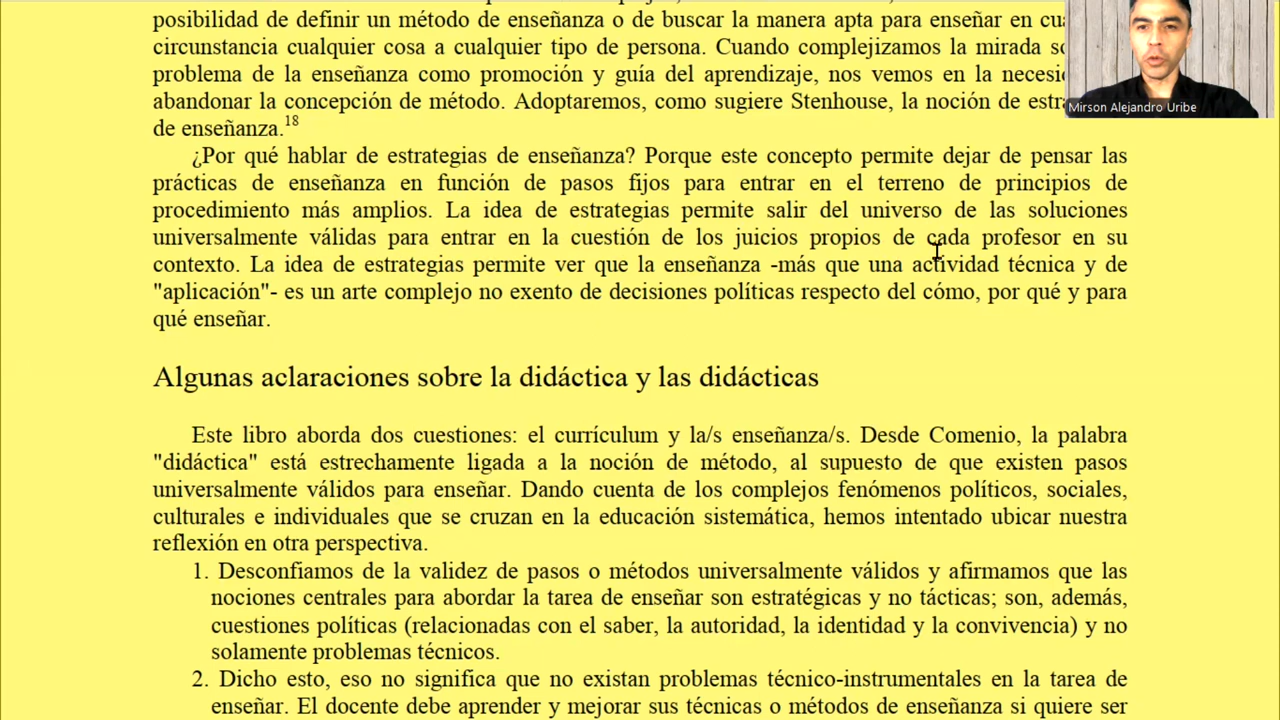 posibilidad de definir un método de enseñanza o de buscar la manera apta para enseñar en
circunstancia cualquier cosa a cualquier tipo de persona. Cuando complejizamos la mirada
problema de la enseñanza como promoción y guía del aprendizaje, nos vemos en la
abandonar la concepción de método. Adoptaremos, como sugiere Stenhouse, la noción de
de enseñanza.18
¿Por qué hablar de estrategias de enseñanza? Porque este concepto permite dejar de pensar las
prácticas de enseñanza en función de pasos fijos para entrar en el terreno de principios de
procedimiento más amplios. La idea de estrategias permite salir del universo de las soluciones
universalmente válidas para entrar en la cuestión de los juicios propios de cada profesor en su
contexto. La idea de estrategias permite ver que la enseñanza -más que una actividad técnica y de
"aplicación"- es un arte complejo no exento de decisiones políticas respecto del cómo, por qué y para
qué enseñar.
Algunas aclaraciones sobre la didáctica y las didácticas
Este libro aborda dos cuestiones: el currículum y la/s enseñanza/s. Desde Comenio, la palabra
"didáctica" está estrechamente ligada a la noción de método, al supuesto de que existen pasos
universalmente válidos para enseñar. Dando cuenta de los complejos fenómenos políticos, sociales,
culturales e individuales que se cruzan en la educación sistemática, hemos intentado ubicar nuestra
reflexión en otra perspectiva.
1. Desconfiamos de la validez de pasos o métodos universalmente válidos y afirmamos que las
nociones centrales para abordar la tarea de enseñar son estratégicas y no tácticas; son, además,
cuestiones políticas (relacionadas con el saber, la autoridad, la identidad y la convivencia) y no
solamente problemas técnicos.
2. Dicho esto, eso no significa que no existan problemas técnico-instrumentales en la tarea de
enseñar. El docente debe aprender y mejorar sus técnicas o métodos de enseñanza si quiere ser
Mirson Alejandro Uribe